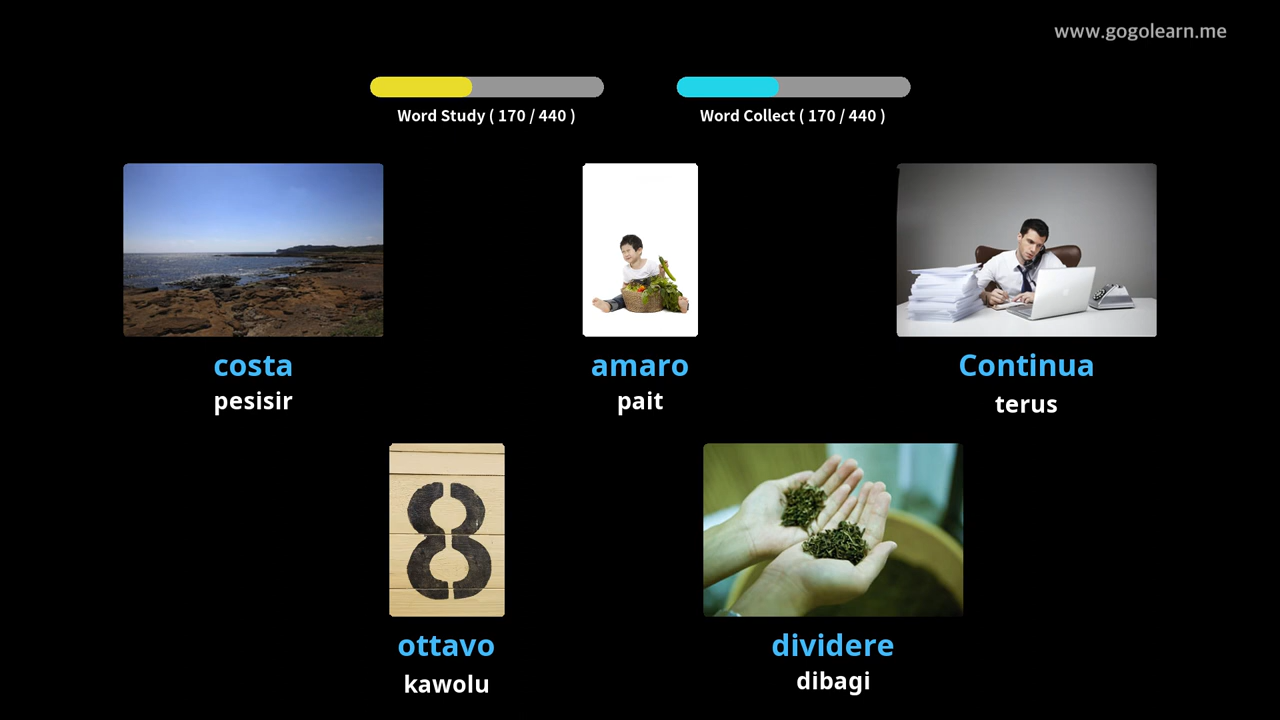 www.gogolearn.me
Word Study ( 170 / 440 )
Word Collect ( 170 / 440 )
costa
pesisir
amaro
pait
Continua
terus
8
ottavo
kawolu
dividere
dibagi